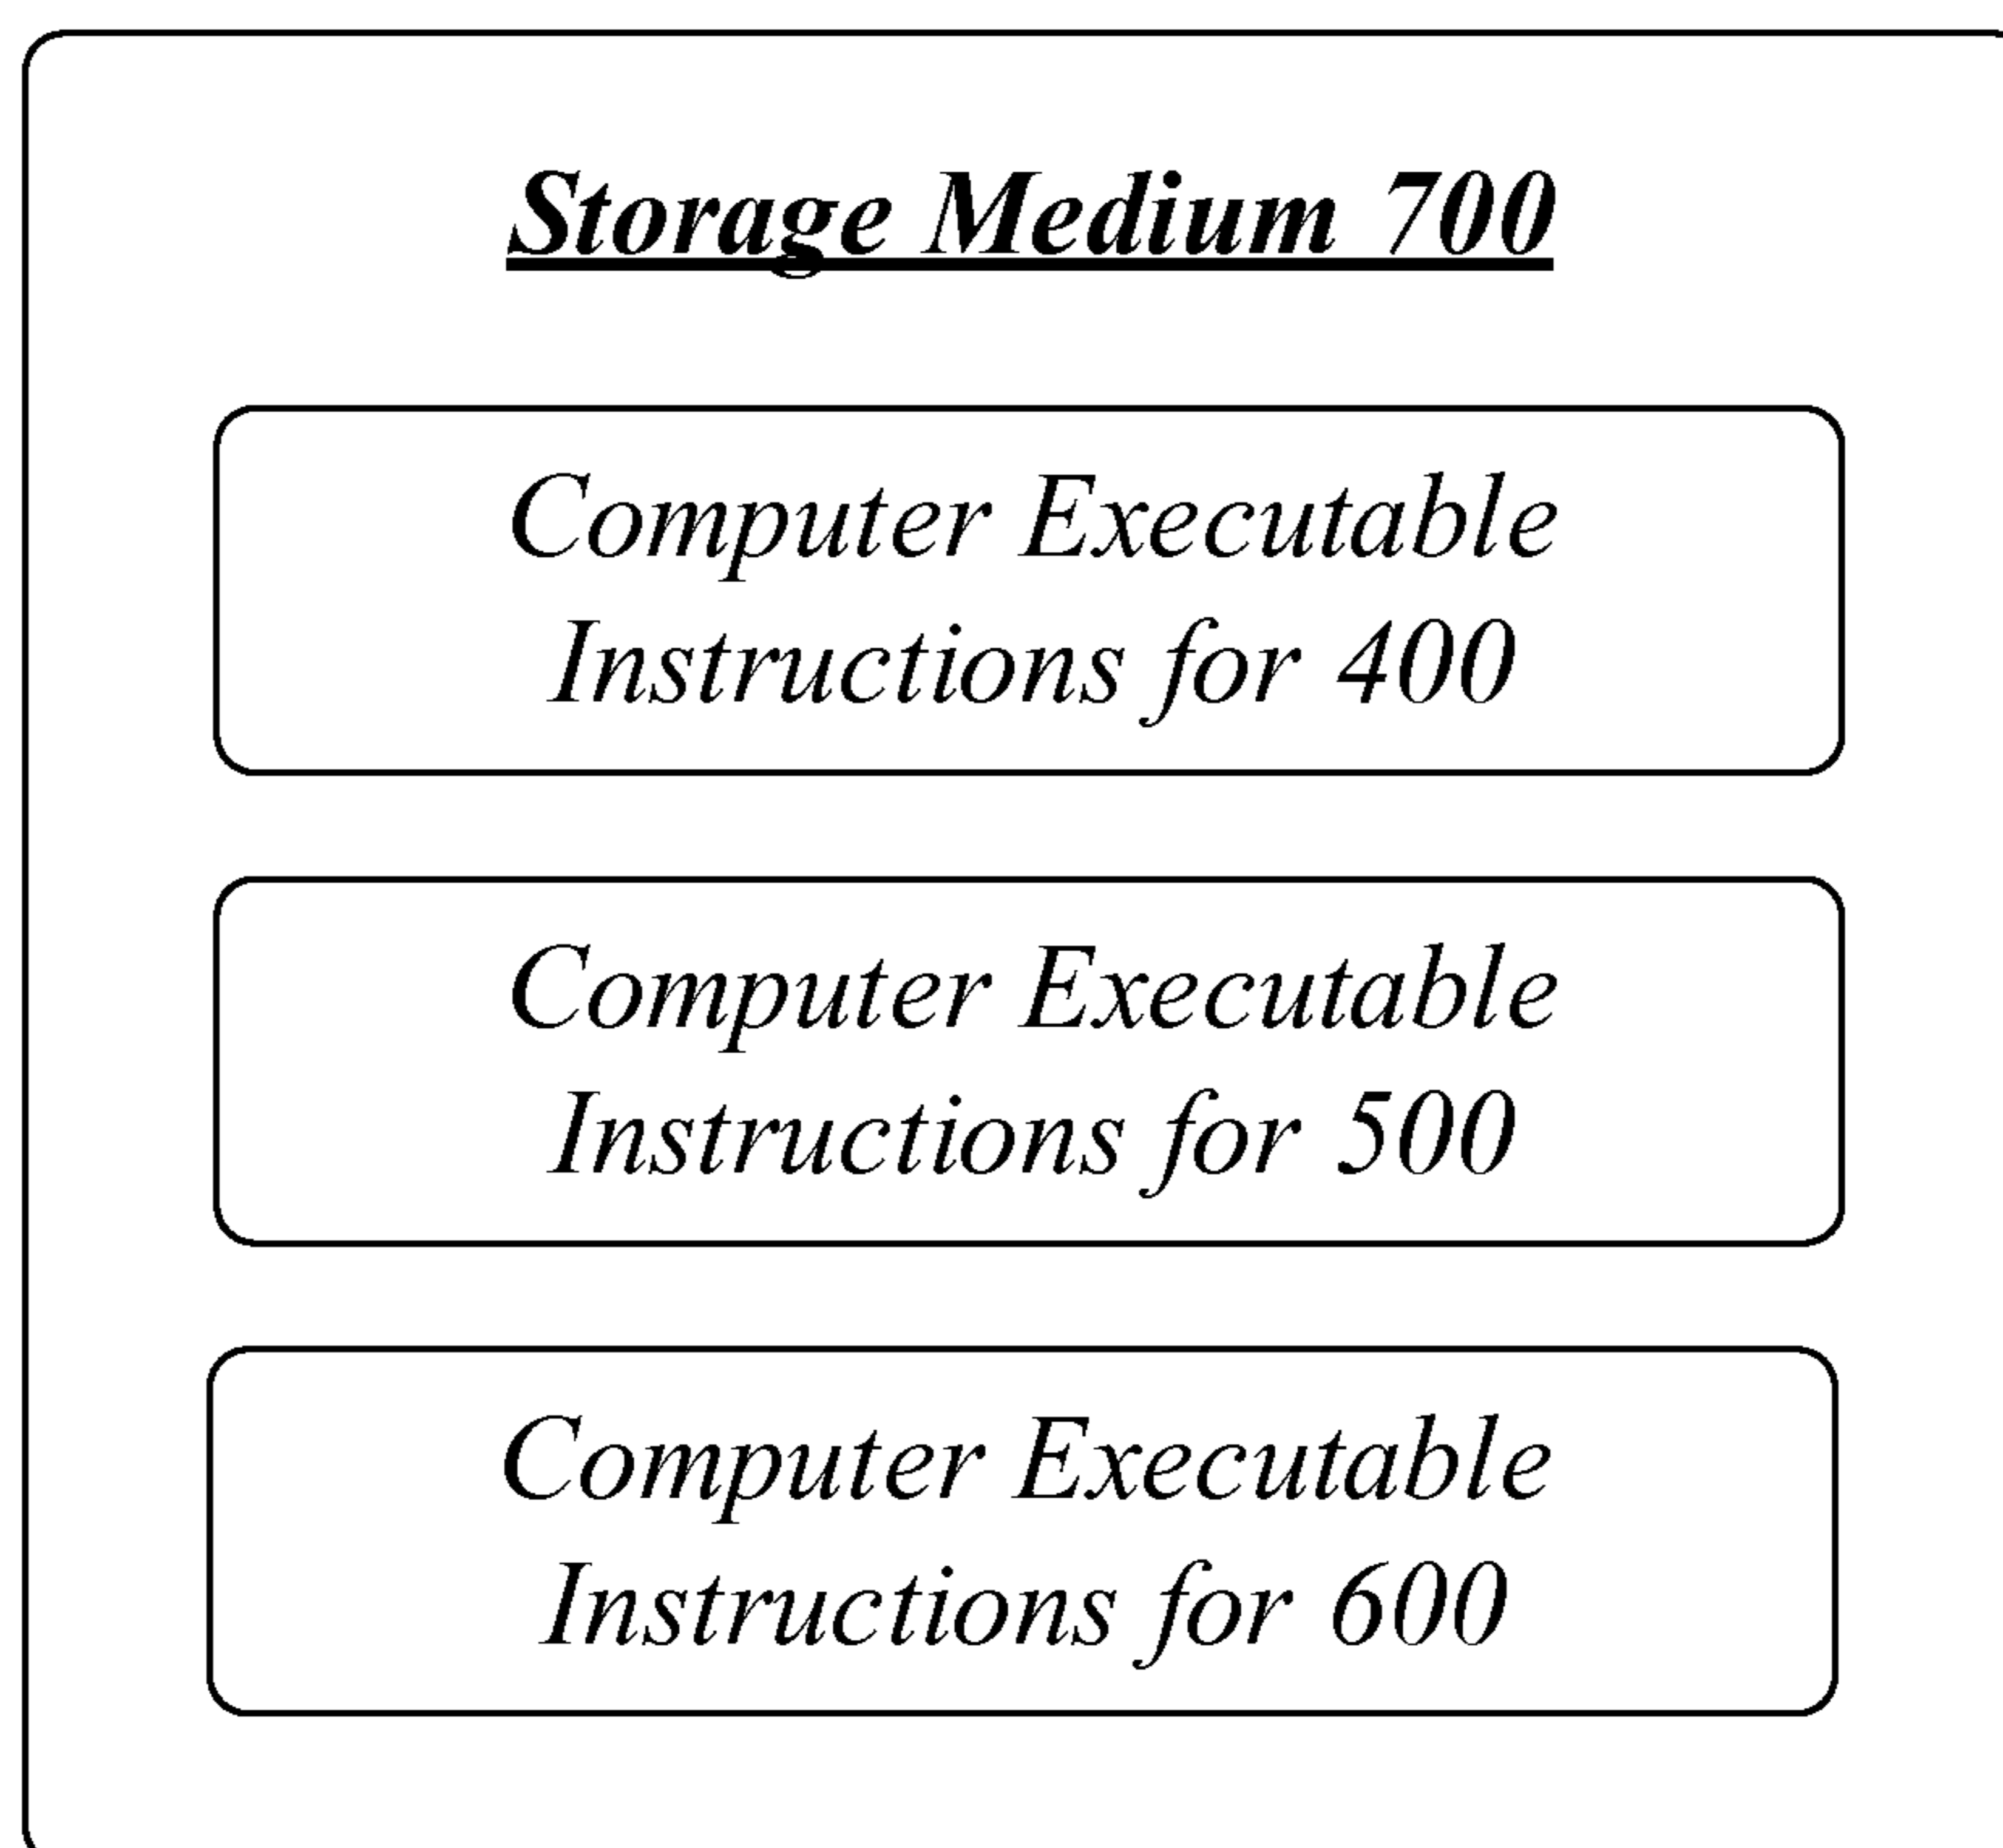 Storage Medium 700
Computer Executable
Instructions for 400
Computer Executable
Instructions for 500
Computer Executable
Instructions for 600